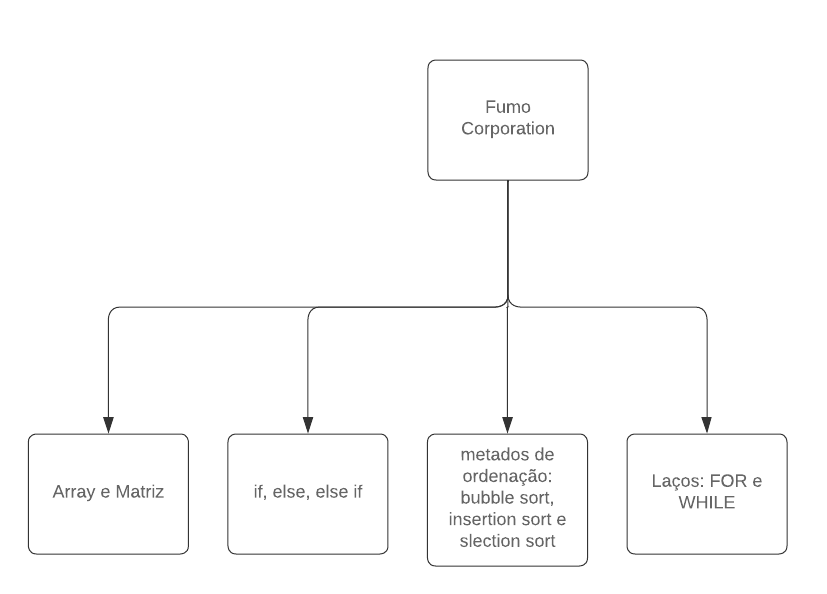 Fumo
Corporation
Array e Matriz
if, else, else if
metados de
ordenação:
bubble sort,
insertion sort e
slection sort
Laços: FOR e
WHILE